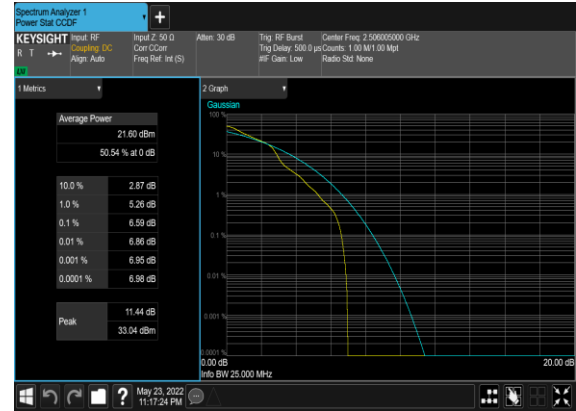 Spectrum Analyzer 1
Power Stat CCDF
+
KEYSIGHT Input: RF Input Z: 50 Ω Atten: 30 dB Trig: RF Burst Center Freq: 2.506005000 GHz
R T Coupling: DC Corr CCorr Trig Delay: 500.0 µs Counts: 1.00 M/1.00 Mpt
Align: Auto Freq Ref: Int (S) #IF Gain: Low Radio Std: None
1 Metrics
2 Graph
Average Power
21.60 dBm
50.54 % at 0 dB
10.0 % 2.87 dB
1.0 % 5.26 dB
0.1 % 6.59 dB
0.01 % 6.86 dB
0.001 % 6.95 dB
0.0001 % 6.98 dB
Peak
11.44 dB
33.04 dBm
Gaussian
100 %
10 %
1 %
0.1 %
0.01 %
0.001 %
0.0001 %
0.00 dB 20.00 dB
Info BW 25.000 MHz
? May 23, 2022
11:17:24 PM